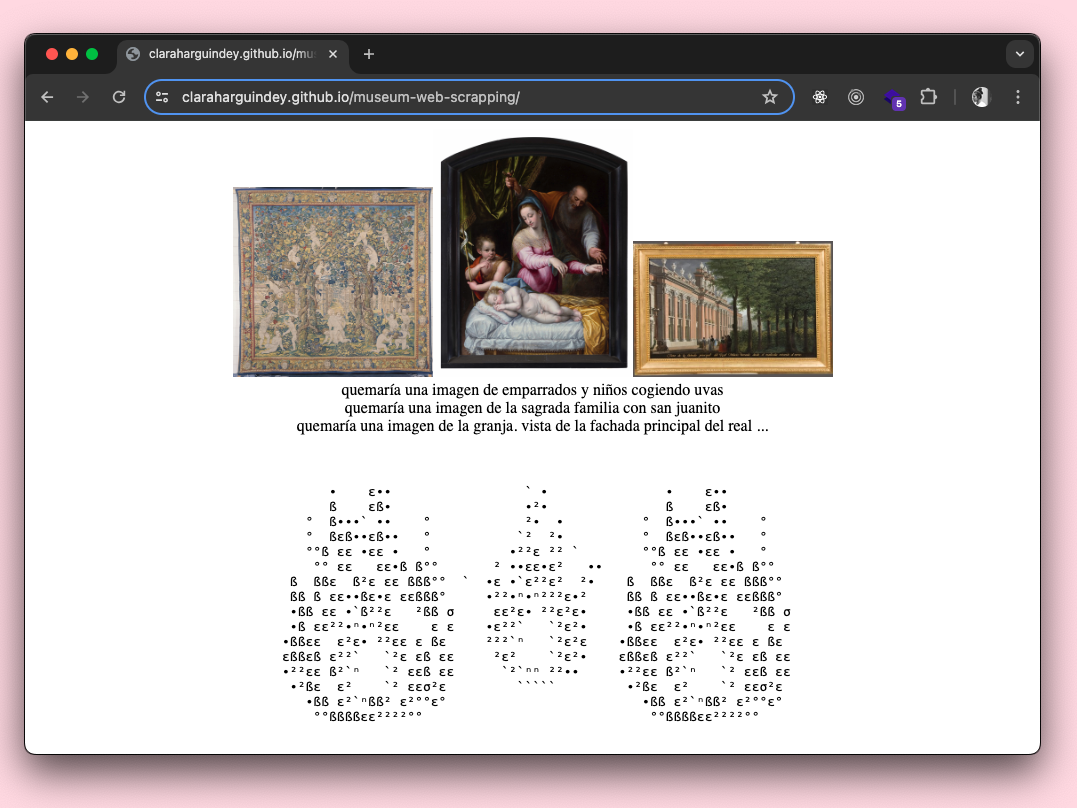 claraharguindey.github.io/mu
claraharguindey.github.io/museum-web-scrapping/
5
quemaría una imagen de emparrados y niños cogiendo uvas
quemaría una imagen de la sagrada familia con san juanito
quemaría una imagen de la granja. vista de la fachada principal del real ...